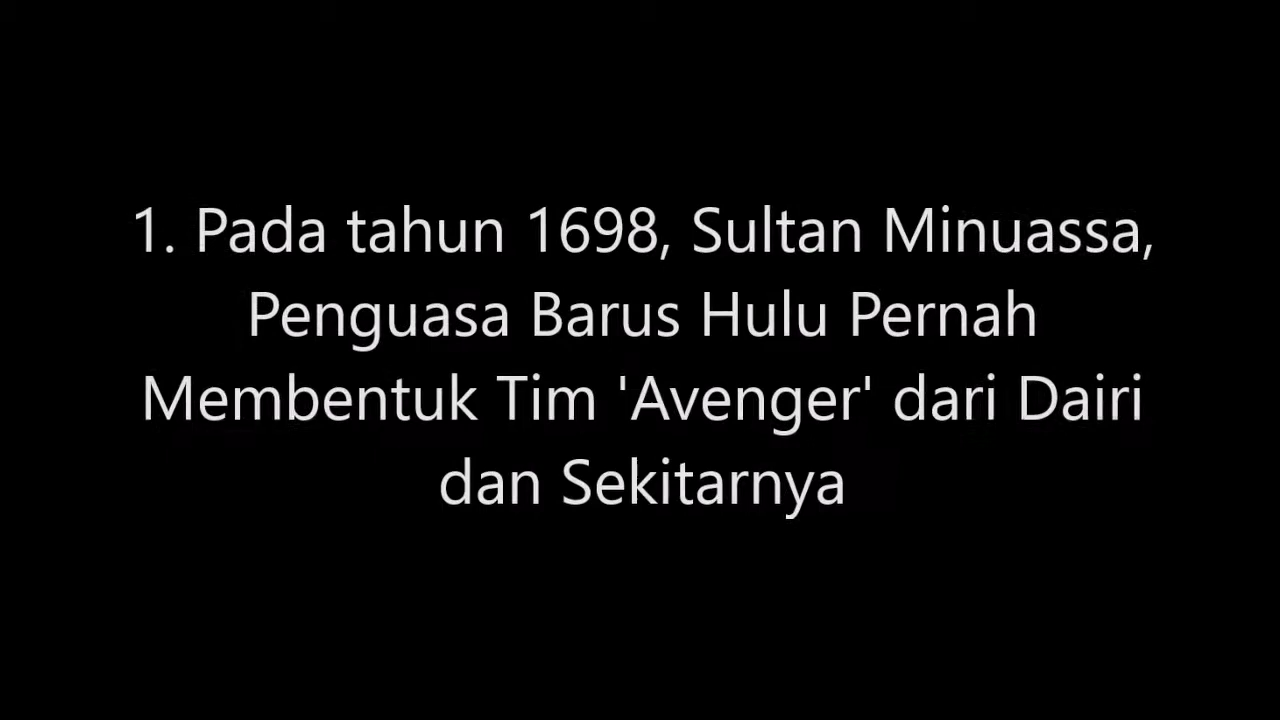 1. Pada tahun 1698, Sultan Minuassa,
Penguasa Barus Hulu Pernah
Membentuk Tim 'Avenger' dari Dairi
dan Sekitarnya